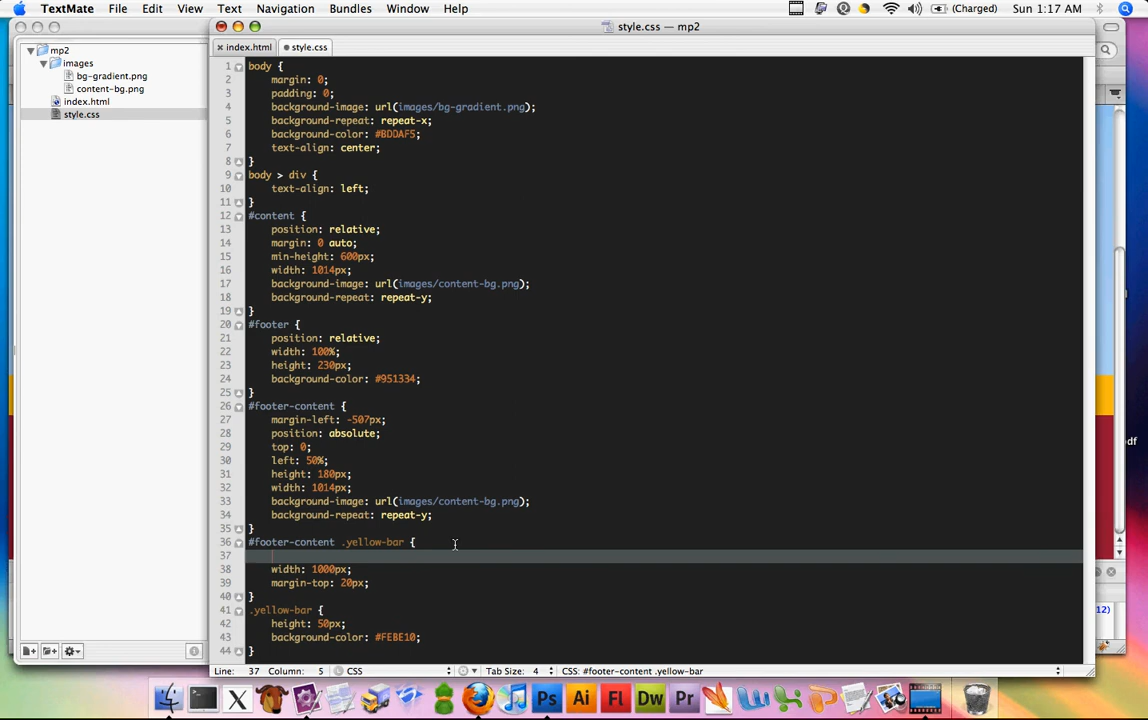 TextMate File Edit View Text Navigation Bundles Window Help (Charged) Sun 1:17 AM
style.css — mp2
index.html style.css
mp2
images
bg-gradient.png
content-bg.png
index.html
style.css
1 body {
2 margin: 0;
3 padding: 0;
4 background-image: url(images/bg-gradient.png);
5 background-repeat: repeat-x;
6 background-color: #BDDAF5;
7 text-align: center;
8 }
9 body > div {
10 text-align: left;
11 }
12 #content {
13 position: relative;
14 margin: 0 auto;
15 min-height: 600px;
16 width: 1014px;
17 background-image: url(images/content-bg.png);
18 background-repeat: repeat-y;
19 }
20 #footer {
21 position: relative;
22 width: 100%;
23 height: 230px;
24 background-color: #951334;
25 }
26 #footer-content {
27 margin-left: -507px;
28 position: absolute;
29 top: 0;
30 left: 50%;
31 height: 180px;
32 width: 1014px;
33 background-image: url(images/content-bg.png);
34 background-repeat: repeat-y;
35 }
36 #footer-content .yellow-bar {
37
38 width: 1000px;
39 margin-top: 20px;
40 }
41 .yellow-bar {
42 height: 50px;
43 background-color: #FEBE10;
44 }
Line: 37 Column: 5 CSS Tab Size: 4 CSS: #footer-content .yellow-bar
df
12)
X Ps Ai Fl Dw Pr